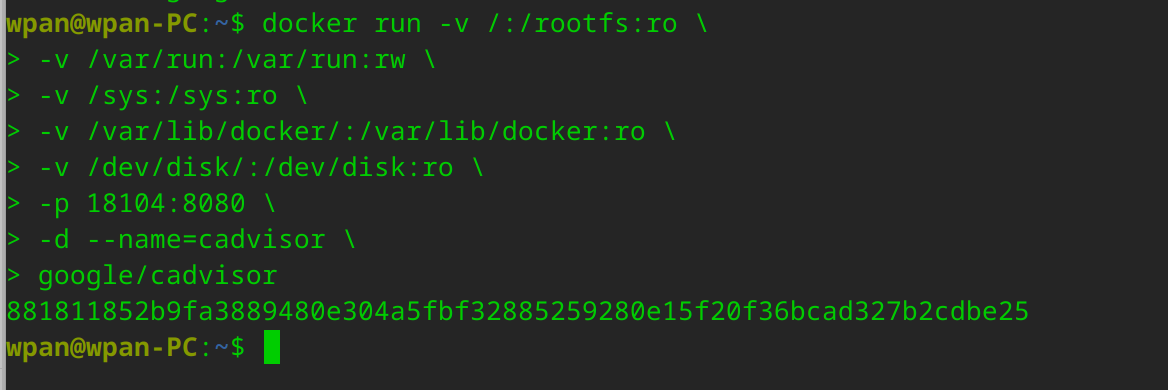 wpan@wpan-PC:~$ docker run -v /:/rootfs:ro \
> -v /var/run:/var/run:rw \
> -v /sys:/sys:ro \
> -v /var/lib/docker/:/var/lib/docker:ro \
> -v /dev/disk/:/dev/disk:ro \
> -p 18104:8080 \
> -d --name=cadvisor \
> google/cadvisor
881811852b9fa3889480e304a5fbf32885259280e15f20f36bcad327b2cdbe25
wpan@wpan-PC:~$